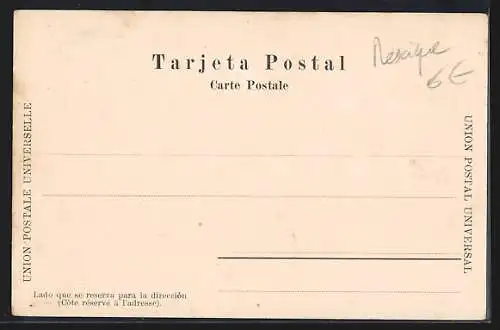 Tarjeta Postal
Carte Postale
Mexique
6€
UNION POSTALE UNIVERSELLE
UNION POSTAL UNIVERSAL
Lado que se reserva para la dirección
(Côte réservé à l'adresse).